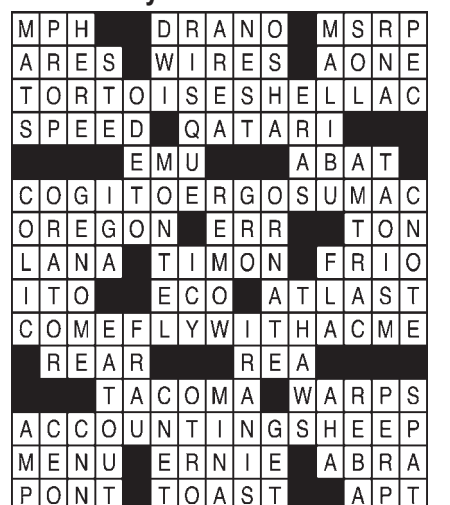 MPH DRANO MSRP
ARES WIRES AONE
TORTOISESHELLAC
SPEED QATARI
EMU ABAT
COGITOERGOSUMAC
OREGON ERR TON
LANA TIMON FRIO
ITO ECO ATLAST
COMEFLYWITHACME
REAR REA
TACOMA WARPS
ACCOUNTINGSHEEP
MENU ERNIE ABRA
PONT TOAST APT